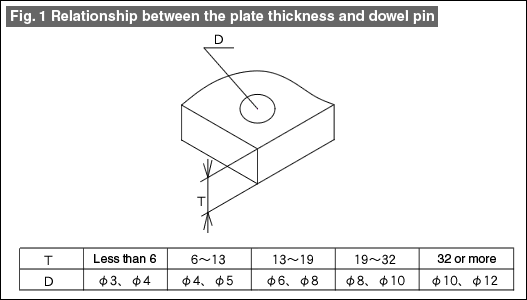 Fig. 1 Relationship between the plate thickness and dowel pin
D
T
T Less than 6 6～13 13～19 19～32 32 or more
D φ3、φ4 φ4、φ5 φ6、φ8 φ8、φ10 φ10、φ12